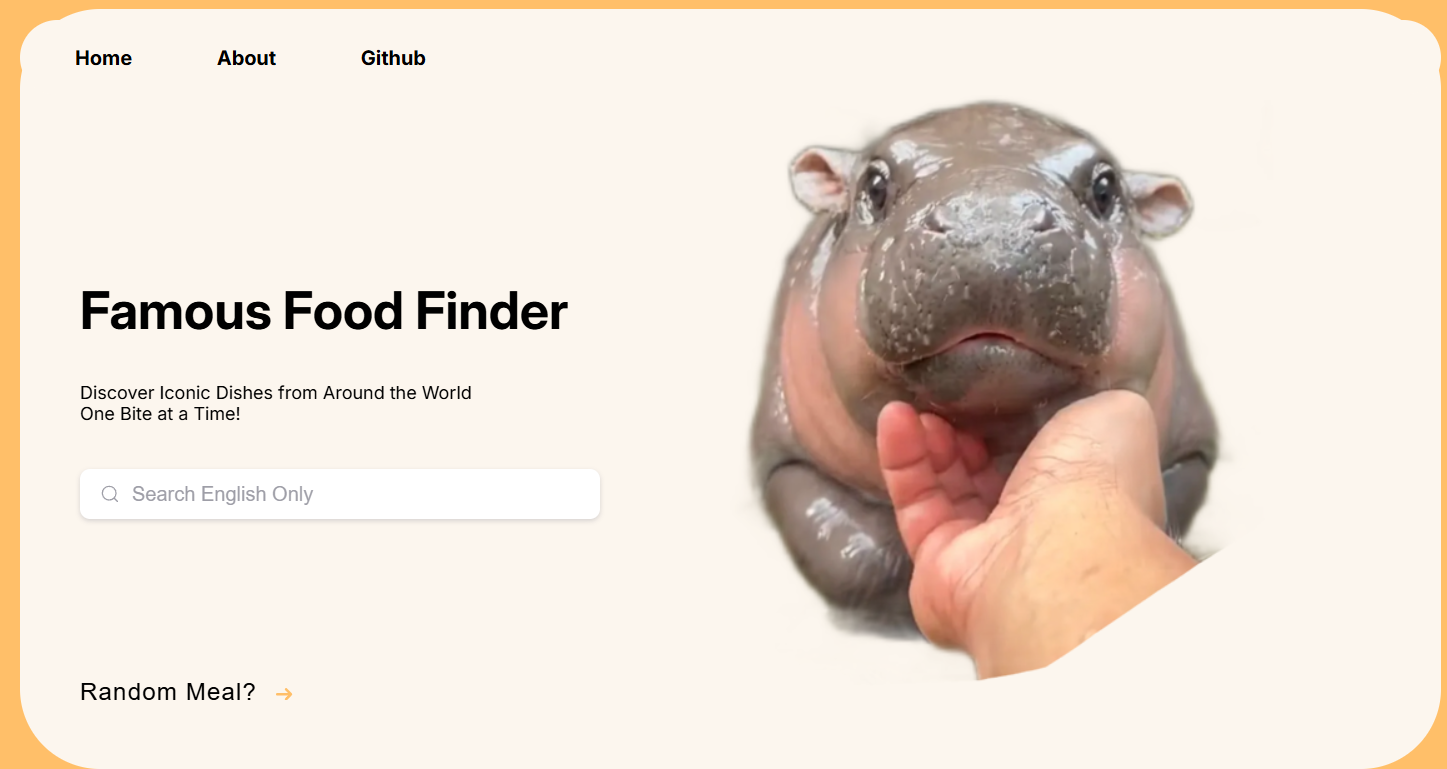 Home About Github
Famous Food Finder
Discover Iconic Dishes from Around the World
One Bite at a Time!
Search English Only
Random Meal? →